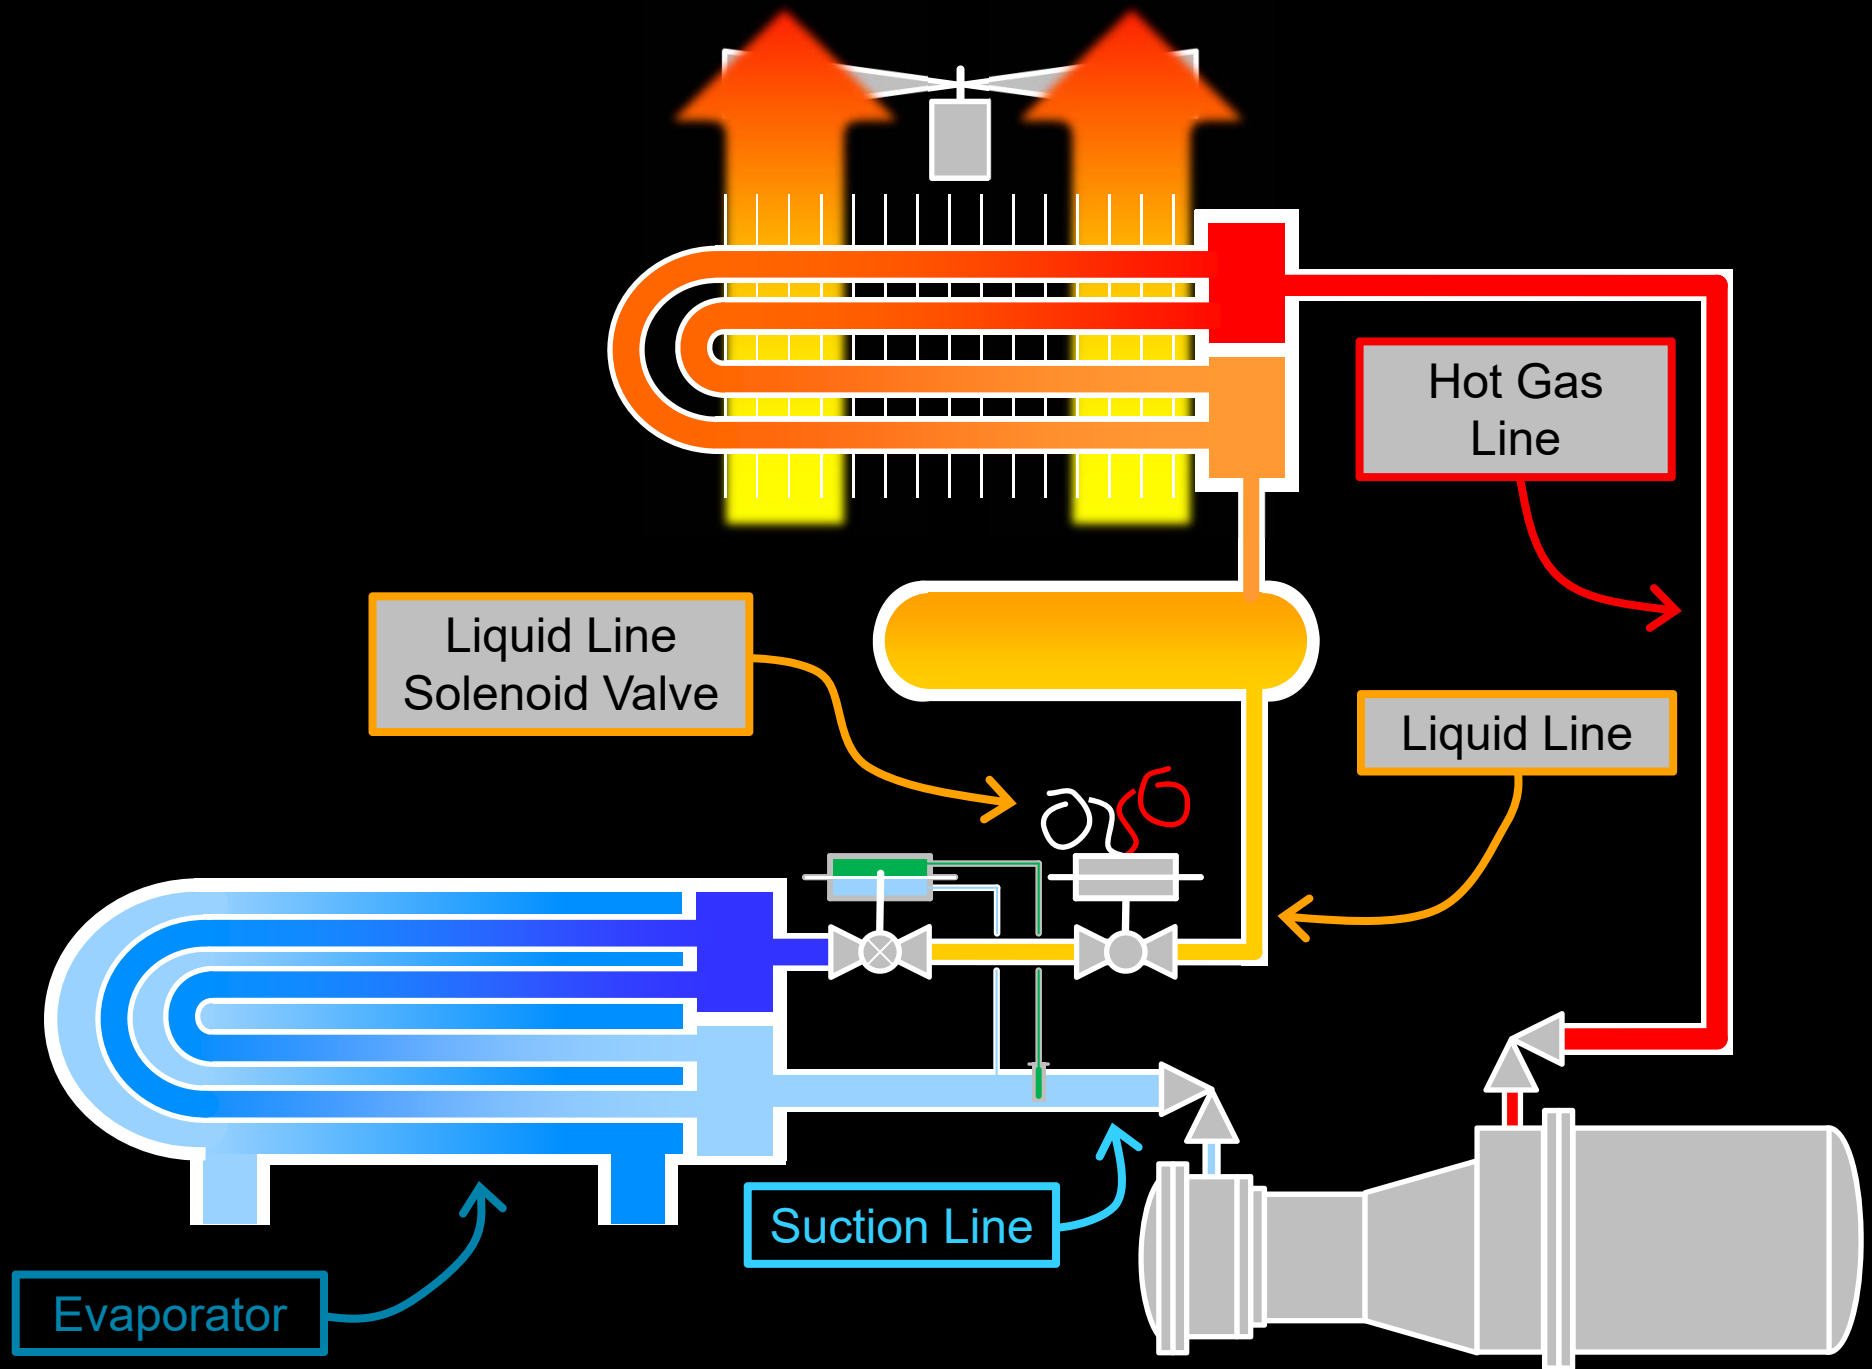 Hot Gas
Line
Liquid Line
Solenoid Valve
Liquid Line
Suction Line
Evaporator